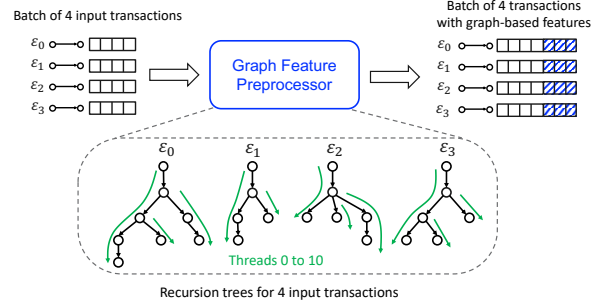 Batch of 4 input transactions
ε0
ε1
ε2
ε3
Graph Feature
Preprocessor
Batch of 4 transactions
with graph-based features
ε0
ε1
ε2
ε3
ε0 ε1 ε2 ε3
Threads 0 to 10
Recursion trees for 4 input transactions